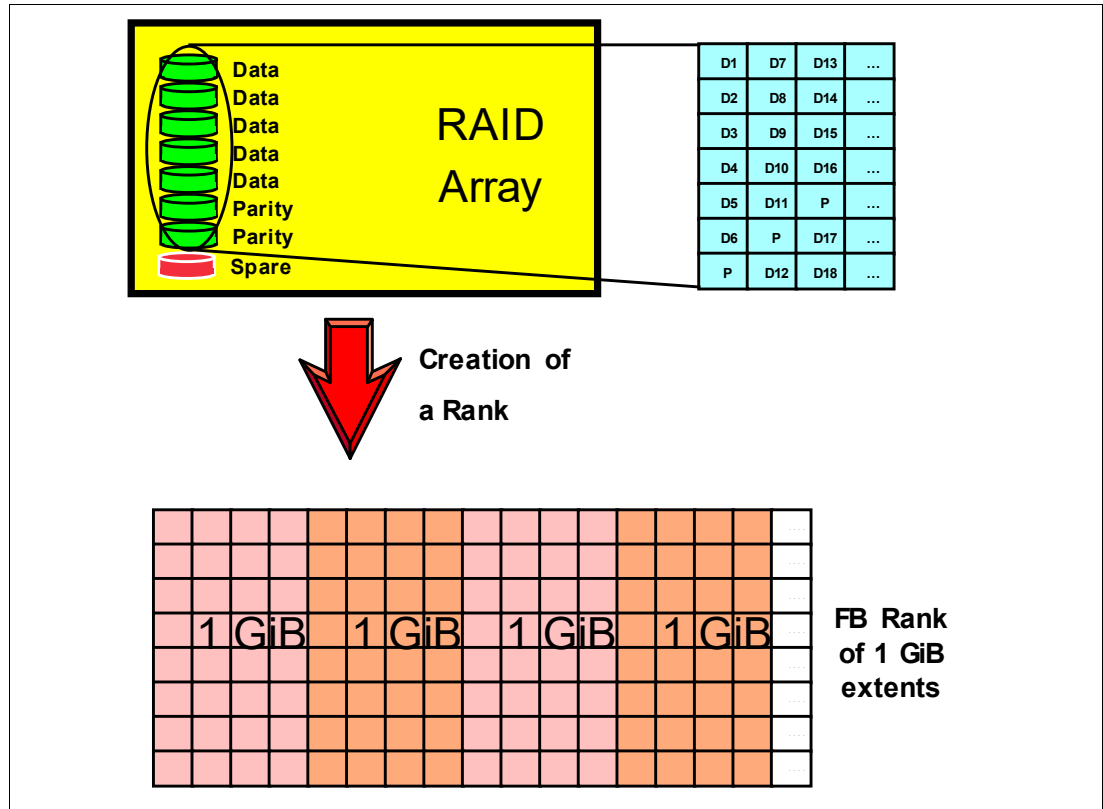 Data
Data
Data
Data
Data
Parity
Parity
Spare
RAID
Array
D1 D7 D13 ...
D2 D8 D14 ...
D3 D9 D15 ...
D4 D10 D16 ...
D5 D11 P ...
D6 P D17 ...
P D12 D18 ...
Creation of
a Rank
....
....
....
1 GiB 1 GiB 1 GiB 1 GiB ....
....
....
....
....
FB Rank
of 1 GiB
extents